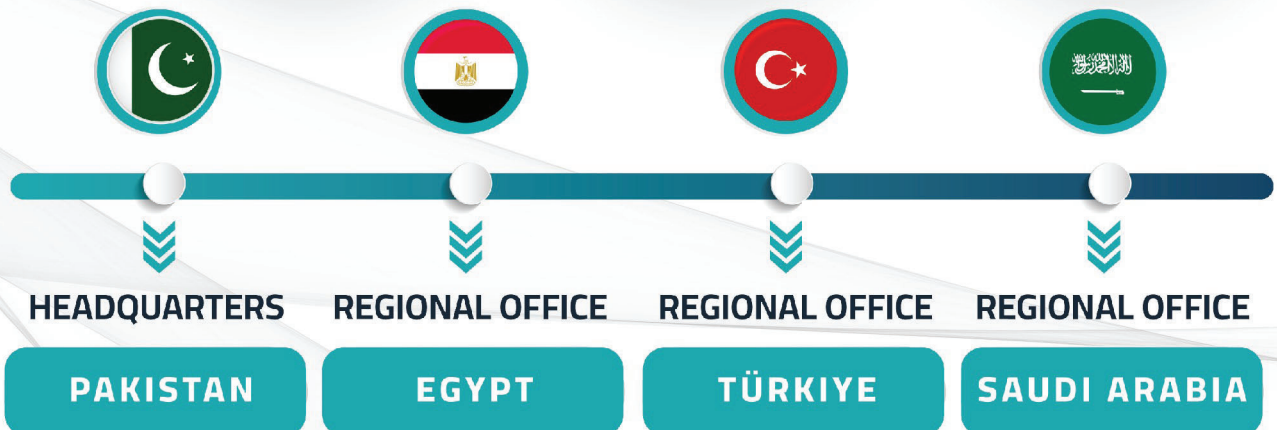 HEADQUARTERS
PAKISTAN
REGIONAL OFFICE
EGYPT
REGIONAL OFFICE
TÜRKIYE
REGIONAL OFFICE
SAUDI ARABIA